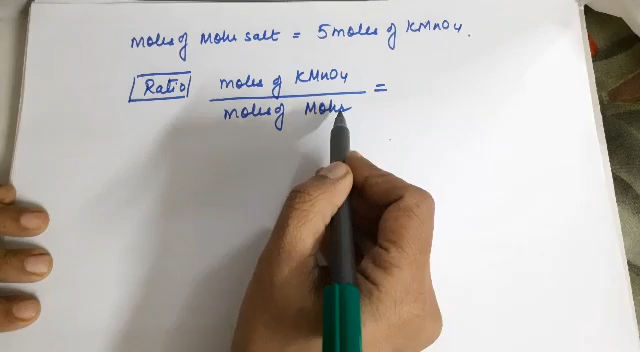 moles of Mohr salt = 5 moles of KMnO4.
Ratio moles of KMnO4 =
moles of Mohr